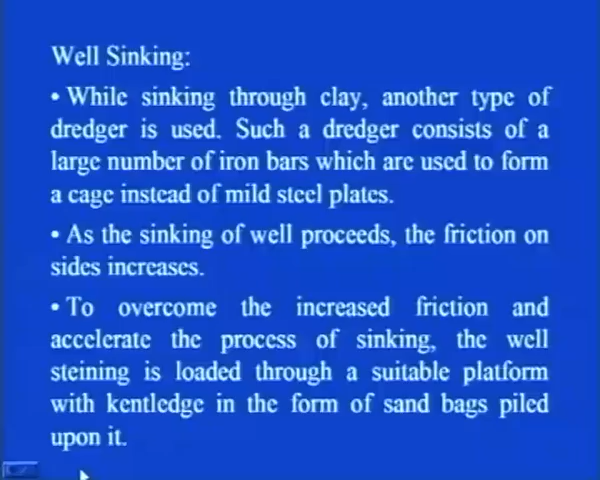 Well Sinking:
• While sinking through clay, another type of
dredger is used. Such a dredger consists of a
large number of iron bars which are used to form
a cage instead of mild steel plates.
• As the sinking of well proceeds, the friction on
sides increases.
• To overcome the increased friction and
accelerate the process of sinking, the well
steining is loaded through a suitable platform
with kentledge in the form of sand bags piled
upon it.